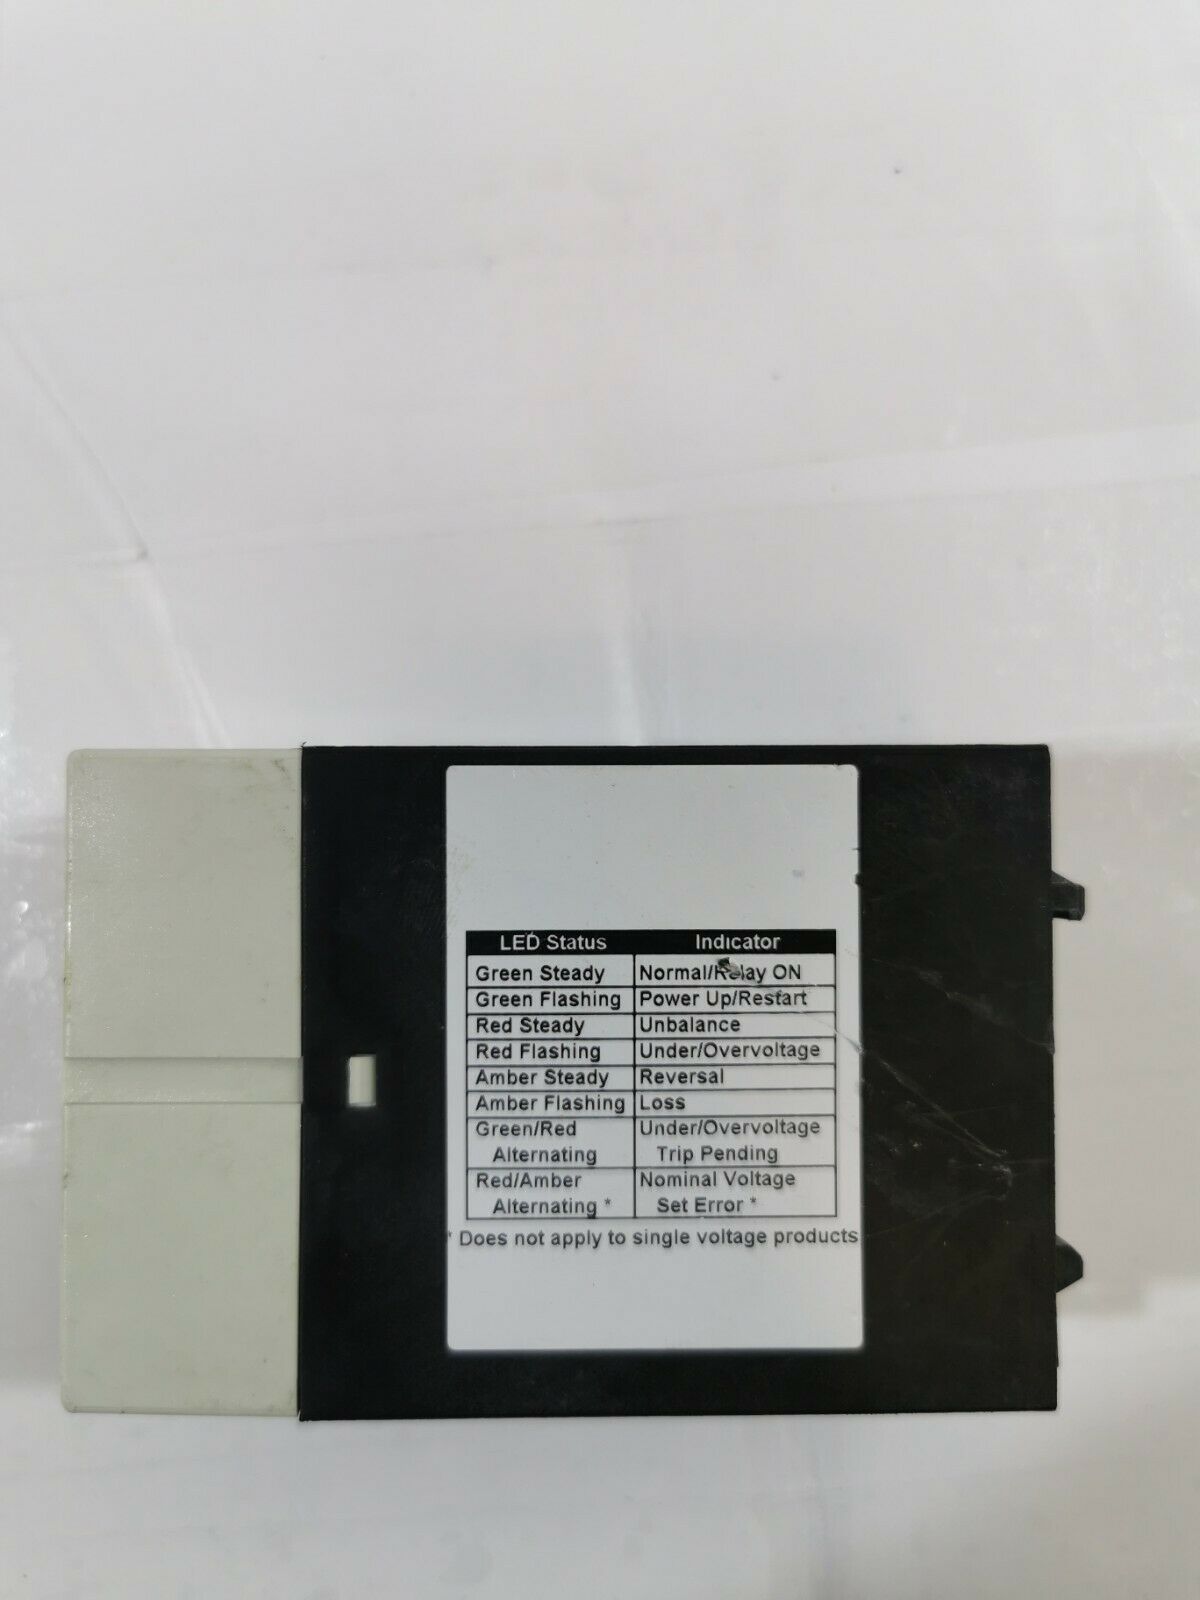 LED Status Indicator
Green Steady Normal/Relay ON
Green Flashing Power Up/Restart
Red Steady Unbalance
Red Flashing Under/Overvoltage
Amber Steady Reversal
Amber Flashing Loss
Green/Red Under/Overvoltage
Alternating Trip Pending
Red/Amber Nominal Voltage
Alternating * Set Error *
* Does not apply to single voltage products